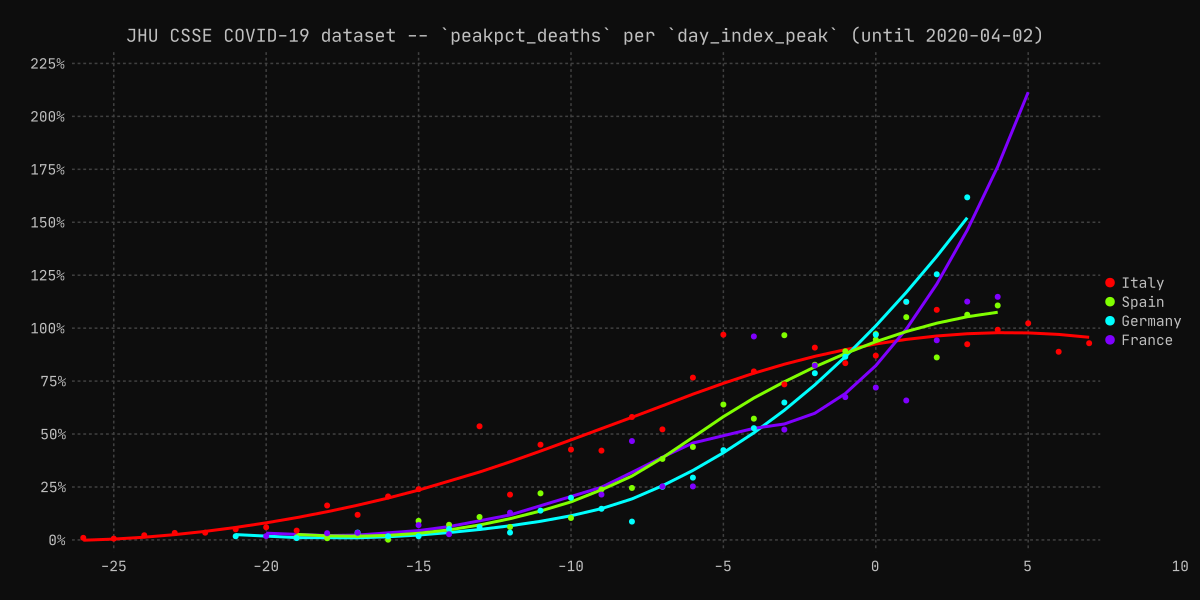 JHU CSSE COVID-19 dataset -- `peakpct_deaths` per `day_index_peak` (until 2020-04-02)
225%
200%
175%
150%
125%
100%
75%
50%
25%
0%
Italy
Spain
Germany
France
-25 -20 -15 -10 -5 0 5 10